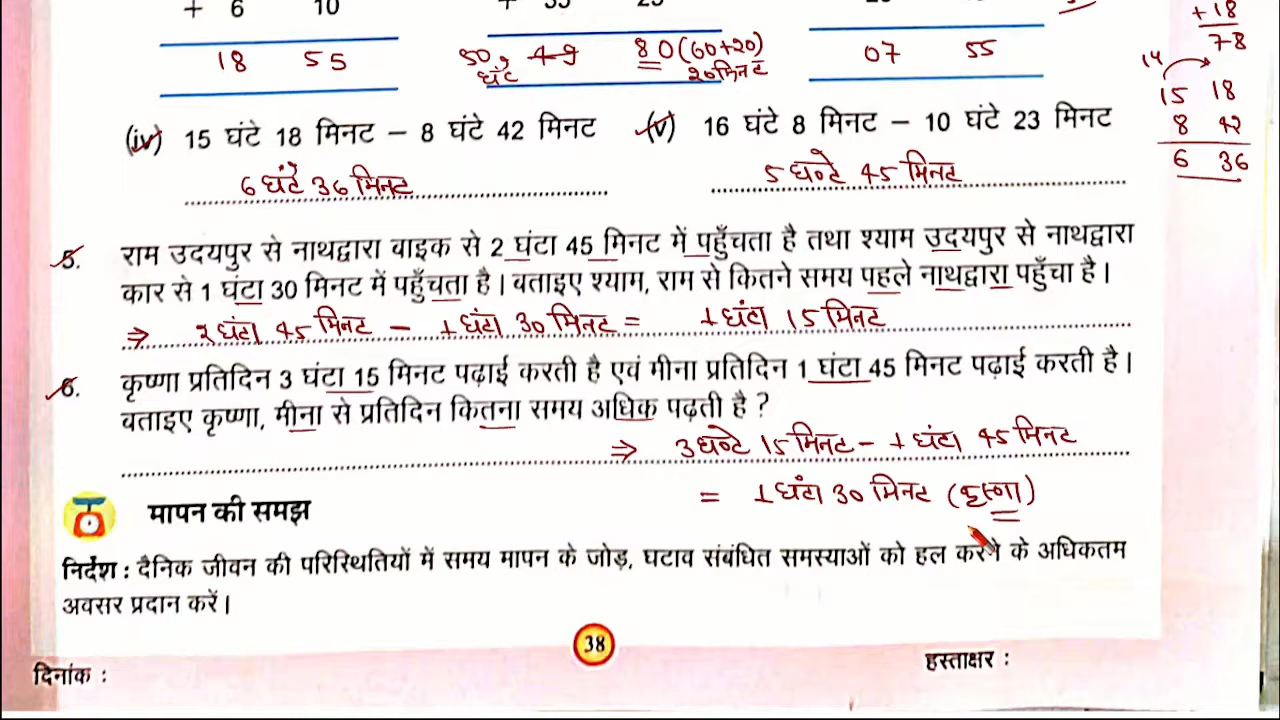 + 6 10
18 55
50 घंटे, 49 80 (60+20) 20 मिनट
07 55
+18
78
(iv) 15 घंटे 18 मिनट – 8 घंटे 42 मिनट (v) 16 घंटे 8 मिनट – 10 घंटे 23 मिनट
6 घंटे 36 मिनट 5 घण्टे 45 मिनट
14
15 18
8 42
6 36
5. राम उदयपुर से नाथद्वारा बाइक से 2 घंटा 45 मिनट में पहुँचता है तथा श्याम उदयपुर से नाथद्वारा
कार से 1 घंटा 30 मिनट में पहुँचता है। बताइए श्याम, राम से कितने समय पहले नाथद्वारा पहुँचा है।
⇒ 2 घंटा 45 मिनट – 1 घंटा 30 मिनट = 1 घंटा 15 मिनट
6. कृष्णा प्रतिदिन 3 घंटा 15 मिनट पढ़ाई करती है एवं मीना प्रतिदिन 1 घंटा 45 मिनट पढ़ाई करती है।
बताइए कृष्णा, मीना से प्रतिदिन कितना समय अधिक पढ़ती है ?
⇒ 3 घण्टे 15 मिनट – 1 घंटा 45 मिनट
= 1 घंटा 30 मिनट (कृष्णा)
मापन की समझ
निर्देश : दैनिक जीवन की परिस्थितियों में समय मापन के जोड़, घटाव संबंधित समस्याओं को हल करने के अधिकतम
अवसर प्रदान करें।
38
दिनांक : हस्ताक्षर :